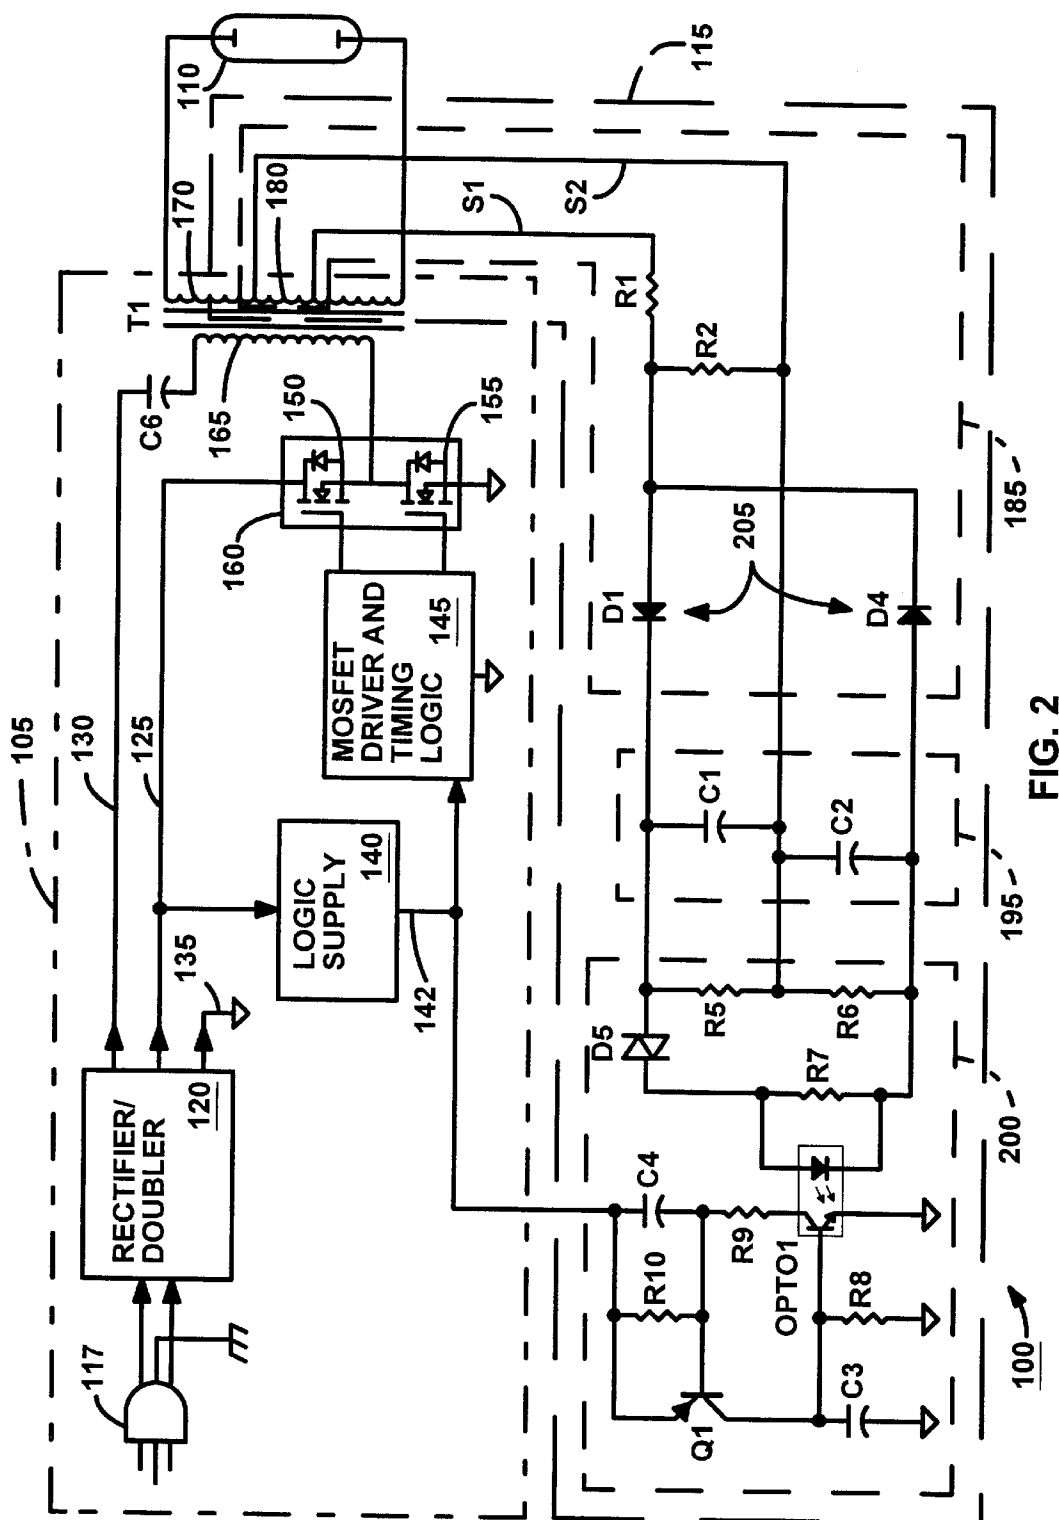 117
RECTIFIER/
DOUBLER
120
135
130
125
105
LOGIC
SUPPLY
140
142
MOSFET
DRIVER AND
TIMING
LOGIC
145
160
150
155
C6
165
T1
170
180
110
115
S1
S2
R1
R2
205
D1
D4
185
C1
C2
195
D5
R5
R6
R7
200
C4
R10
R9
OPTO1
R8
Q1
C3
100
FIG. 2